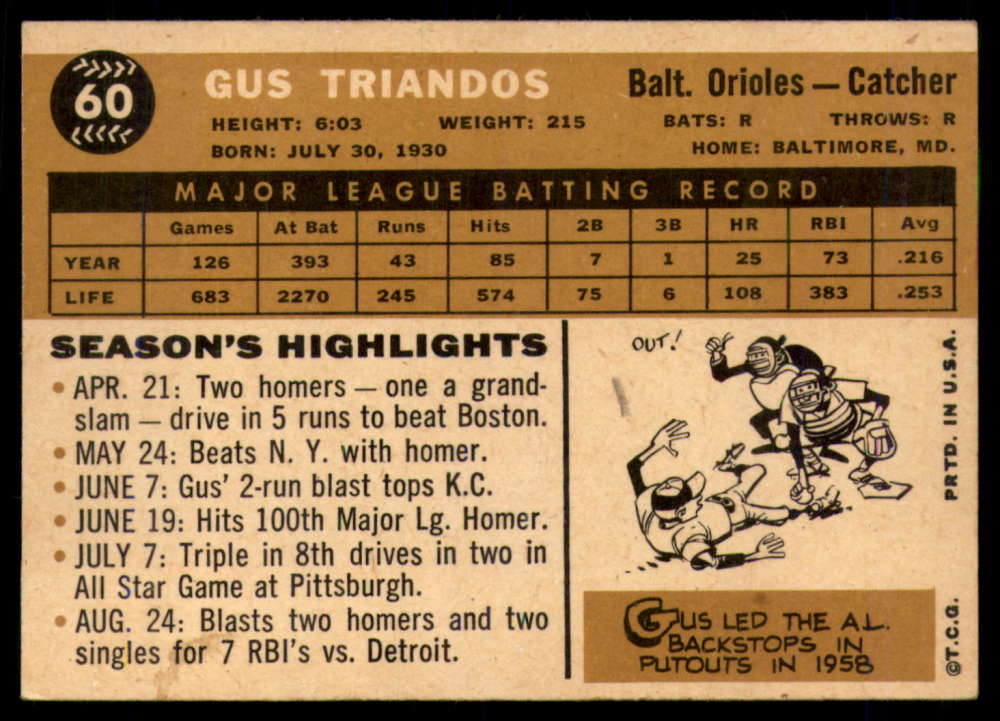 60
GUS TRIANDOS
Balt. Orioles — Catcher
HEIGHT: 6:03 WEIGHT: 215 BATS: R THROWS: R
BORN: JULY 30, 1930 HOME: BALTIMORE, MD.
MAJOR LEAGUE BATTING RECORD
Games At Bat Runs Hits 2B 3B HR RBI Avg
YEAR 126 393 43 85 7 1 25 73 .216
LIFE 683 2270 245 574 75 6 108 383 .253
SEASON'S HIGHLIGHTS
• APR. 21: Two homers — one a grand-
slam — drive in 5 runs to beat Boston.
• MAY 24: Beats N. Y. with homer.
• JUNE 7: Gus' 2-run blast tops K.C.
• JUNE 19: Hits 100th Major Lg. Homer.
• JULY 7: Triple in 8th drives in two in
All Star Game at Pittsburgh.
• AUG. 24: Blasts two homers and two
singles for 7 RBI's vs. Detroit.
OUT!
GUS LED THE A.L.
BACKSTOPS IN
PUTOUTS IN 1958
©T.C.G. PRTD. IN U.S.A.